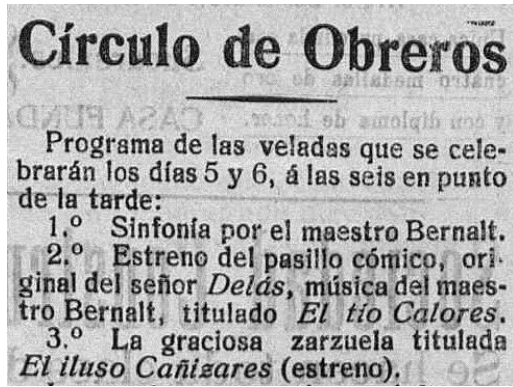 Círculo de Obreros
Programa de las veladas que se cele-
brarán los días 5 y 6, á las seis en punto
de la tarde:
1.º Sinfonía por el maestro Bernalt.
2.º Estreno del pasillo cómico, ori-
ginal del señor Delás, música del maes-
tro Bernalt, titulado El tío Calores.
3.º La graciosa zarzuela titulada
El iluso Cañizares (estreno).